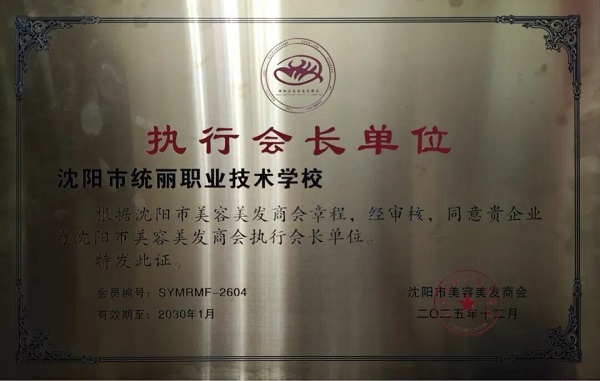 执行会长单位
沈阳市统丽职业技术学校
根据沈阳市美容美发商会章程，经审核，同意贵企业
为沈阳市美容美发商会执行会长单位。
特发此证。
会员编号：SYMRMF-2604
有效期至：2030年1月
沈阳市美容美发商会
二〇二五年十二月